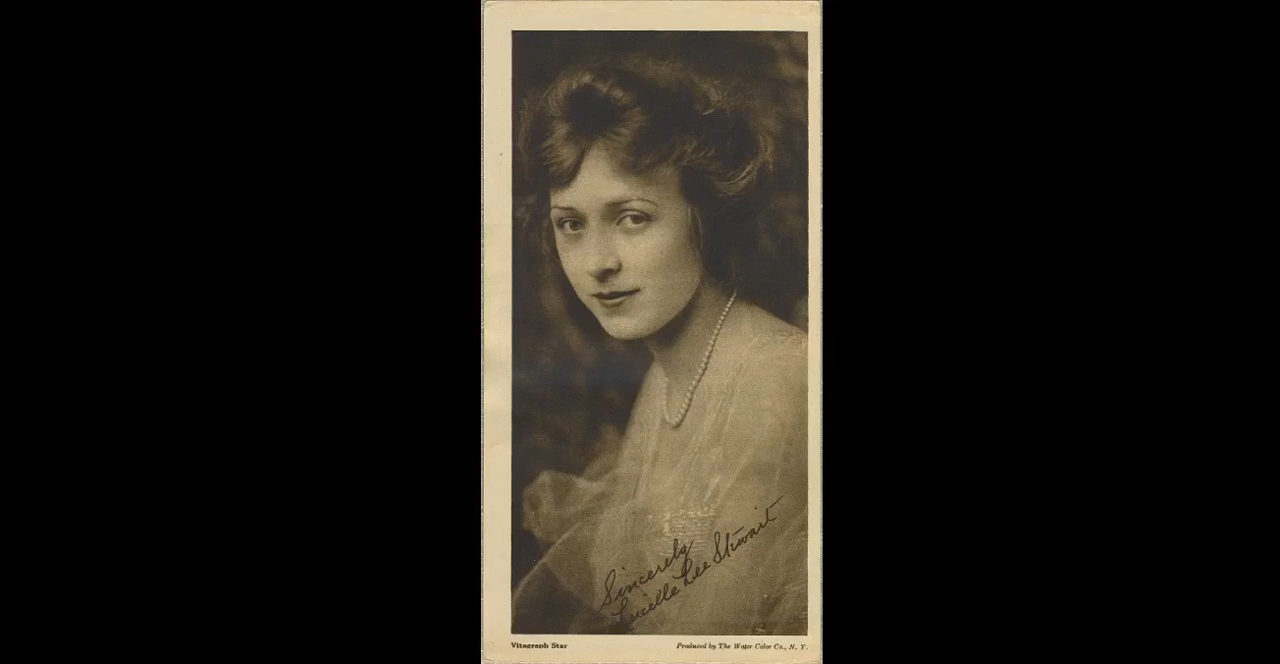 Sincerely
Lucille Lee Stewart
Vitagraph Star
Produced by The Water Color Co., N. Y.